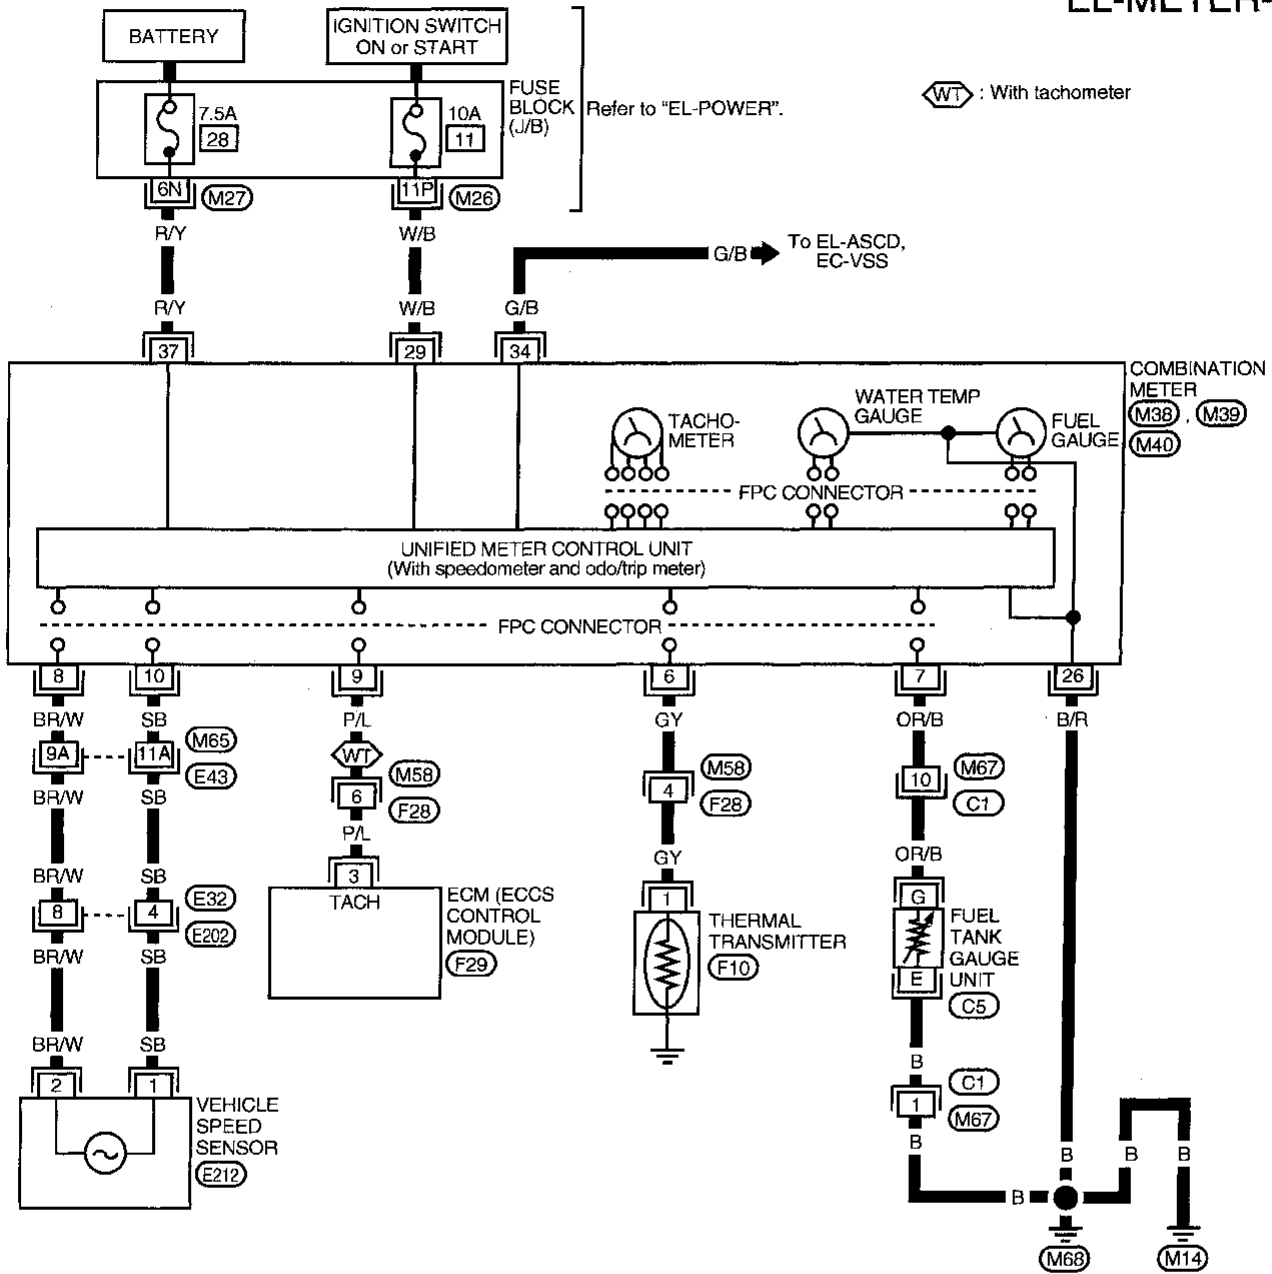 EL-METER-
BATTERY
IGNITION SWITCH
ON or START
7.5A
28
10A
11
FUSE
BLOCK
(J/B)
Refer to "EL-POWER".
WT : With tachometer
6N
M27
11P
M26
R/Y
W/B
G/B
To EL-ASCD,
EC-VSS
R/Y
W/B
G/B
37
29
34
COMBINATION
METER
M38 , M39
M40
TACHO-
METER
WATER TEMP
GAUGE
FUEL
GAUGE
FPC CONNECTOR
UNIFIED METER CONTROL UNIT
(With speedometer and odo/trip meter)
FPC CONNECTOR
8
10
9
6
7
26
BR/W
SB
P/L
GY
OR/B
B/R
9A
11A
M65
E43
WT
6
M58
F28
4
M58
F28
10
M67
C1
BR/W
SB
P/L
GY
OR/B
BR/W
SB
8
4
E32
E202
3
TACH
ECM (ECCS
CONTROL
MODULE)
F29
1
THERMAL
TRANSMITTER
F10
G
E
FUEL
TANK
GAUGE
UNIT
C5
BR/W
SB
BR/W
SB
B
2
1
VEHICLE
SPEED
SENSOR
E212
1
C1
M67
B
B
B
B
B
M68
M14